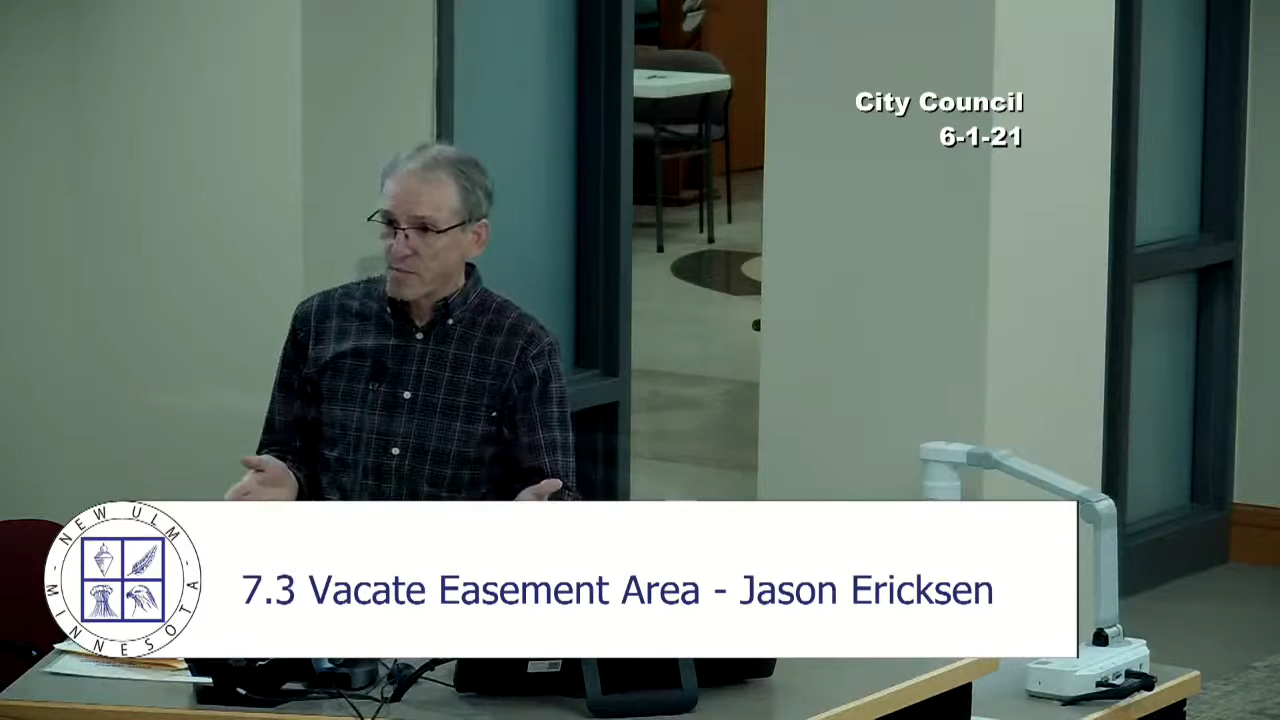 City Council
6-1-21
NEW ULM
MINNESOTA
7.3 Vacate Easement Area - Jason Ericksen